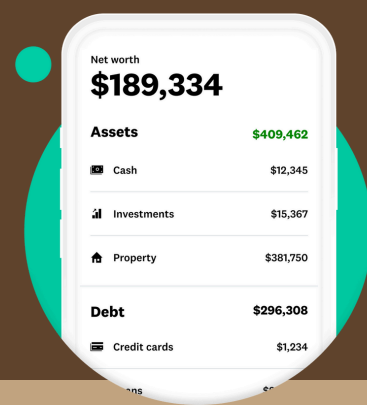 Net worth
$189,334
Assets $409,462
Cash $12,345
Investments $15,367
Property $381,750
Debt $296,308
Credit cards $1,234